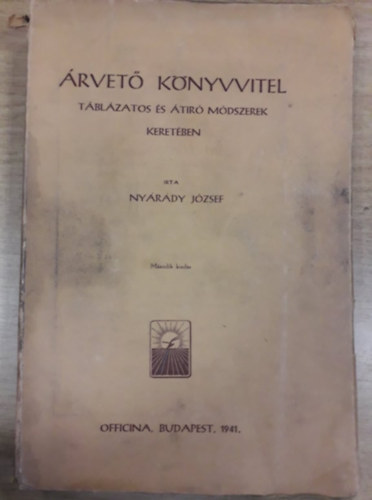 ÁRVETŐ KÖNYVVITEL
TÁBLÁZATOS ÉS ÁTIRÓ MÓDSZEREK
KERETÉBEN
IRTA
NYÁRÁDY JÓZSEF
Második kiadás
OFFICINA, BUDAPEST, 1941.